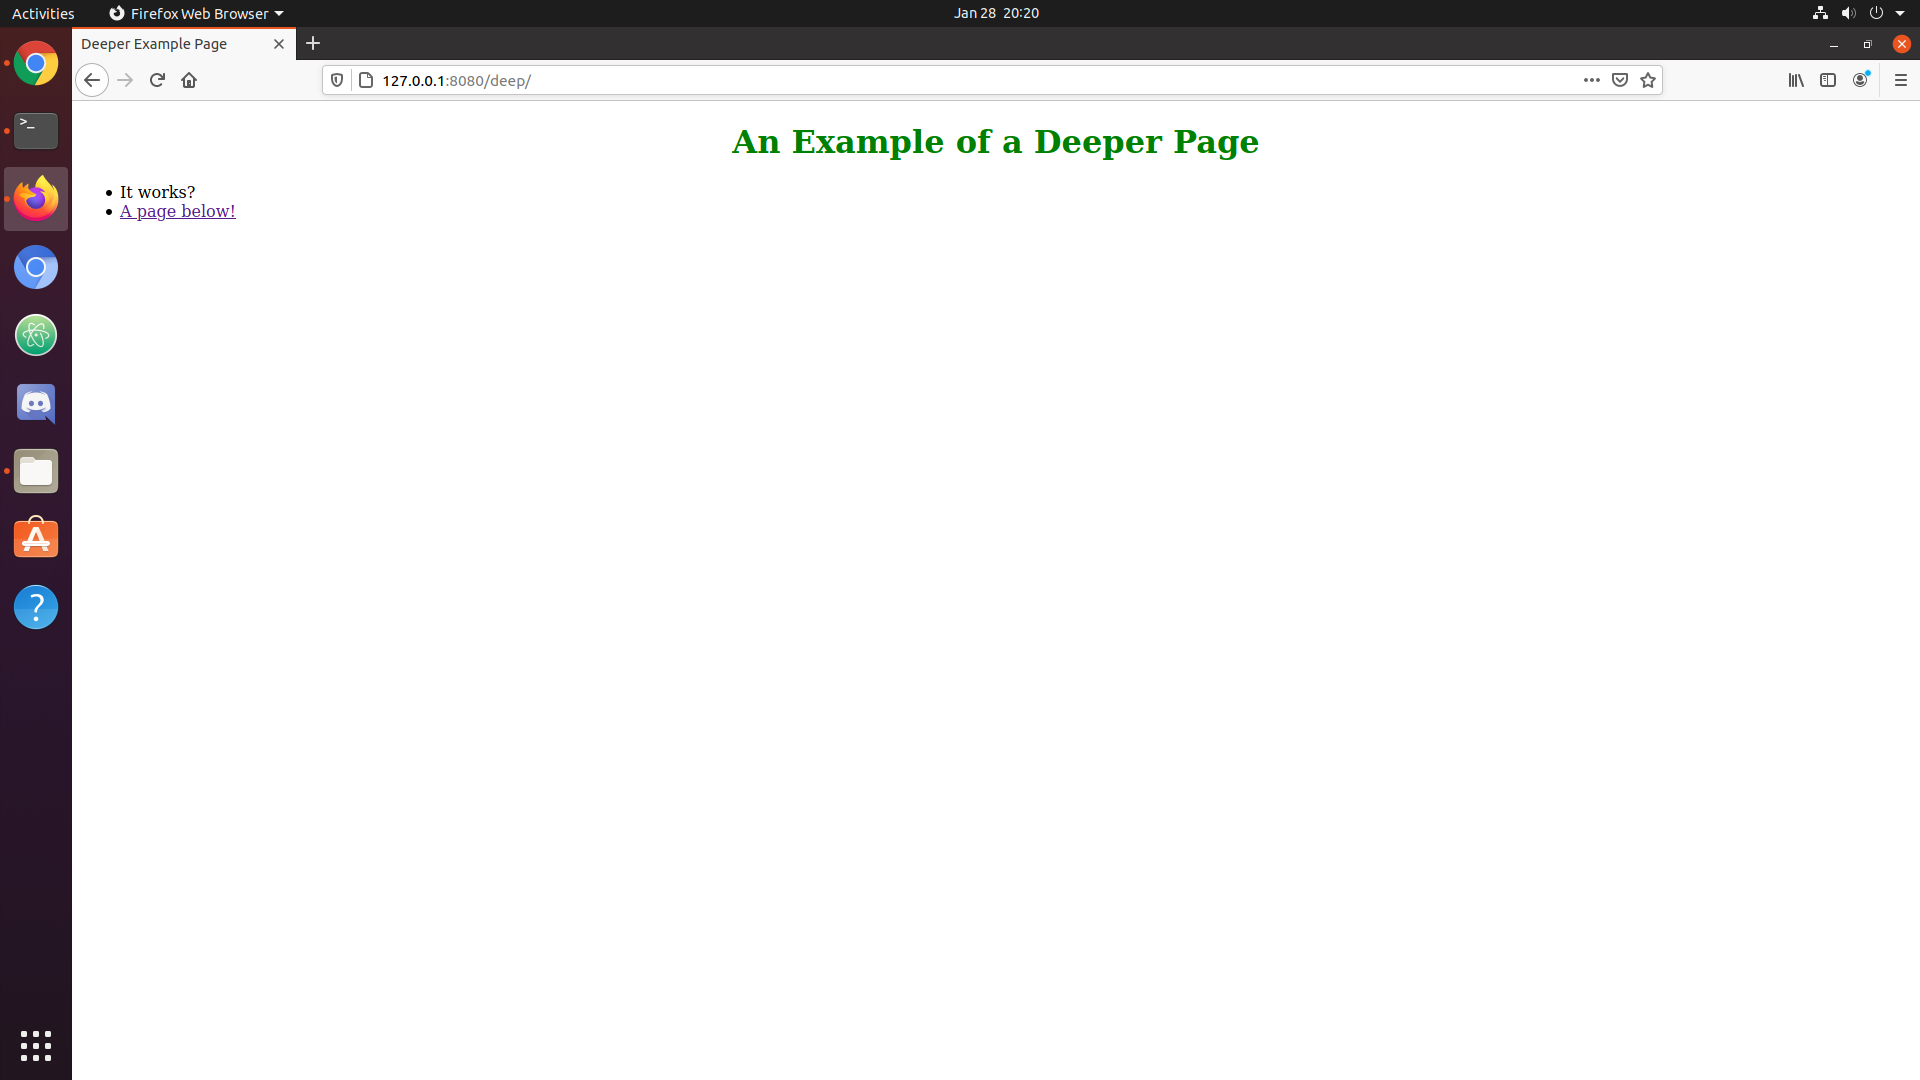 Activities
Firefox Web Browser
Jan 28 20:20
Deeper Example Page
127.0.0.1:8080/deep/
An Example of a Deeper Page
It works?
A page below!
>_
?